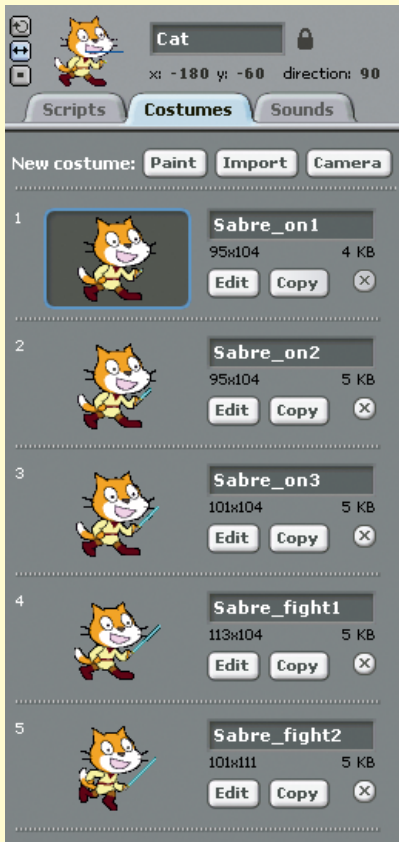 Cat
x: -180 y: -60 direction: 90
Scripts Costumes Sounds
New costume: Paint Import Camera
1
Sabre_on1
95x104 4 KB
Edit Copy
2
Sabre_on2
95x104 5 KB
Edit Copy
3
Sabre_on3
101x104 5 KB
Edit Copy
4
Sabre_fight1
113x104 5 KB
Edit Copy
5
Sabre_fight2
101x111 5 KB
Edit Copy